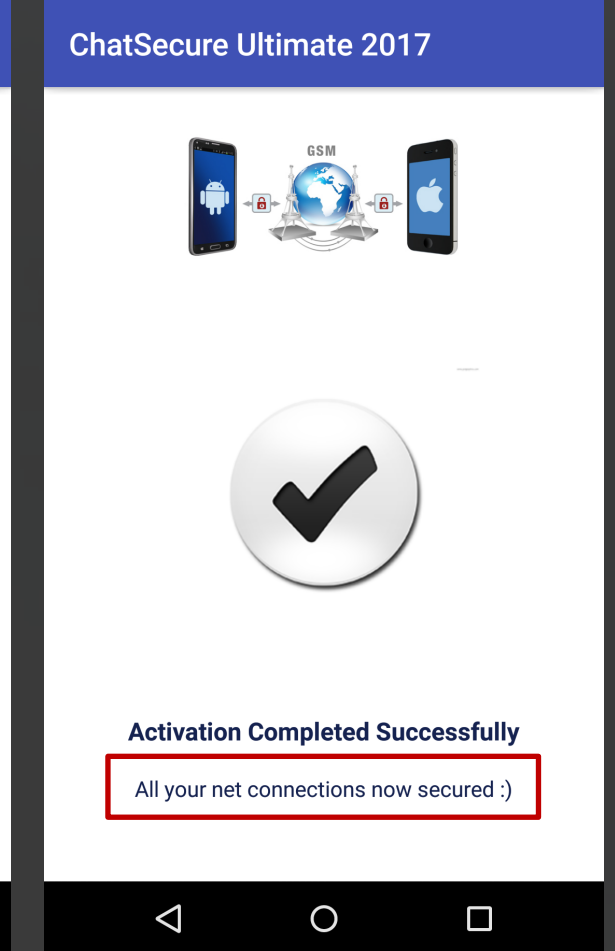 ChatSecure Ultimate 2017
GSM
Activation Completed Successfully
All your net connections now secured :)